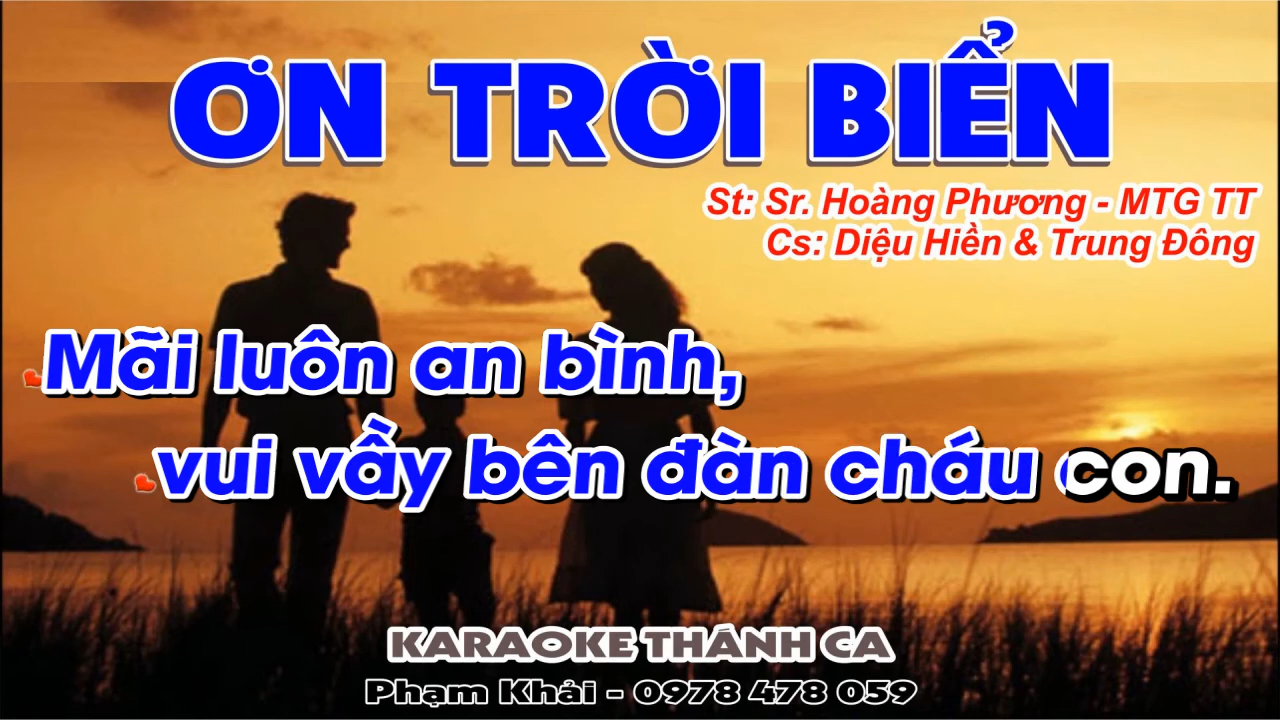 ƠN TRỜI BIỂN
St: Sr. Hoàng Phương - MTG TT
Cs: Diệu Hiền & Trung Đông
Mãi luôn an bình,
vui vầy bên đàn cháu con.
KARAOKE THÁNH CA
Phạm Khải - 0978 478 059